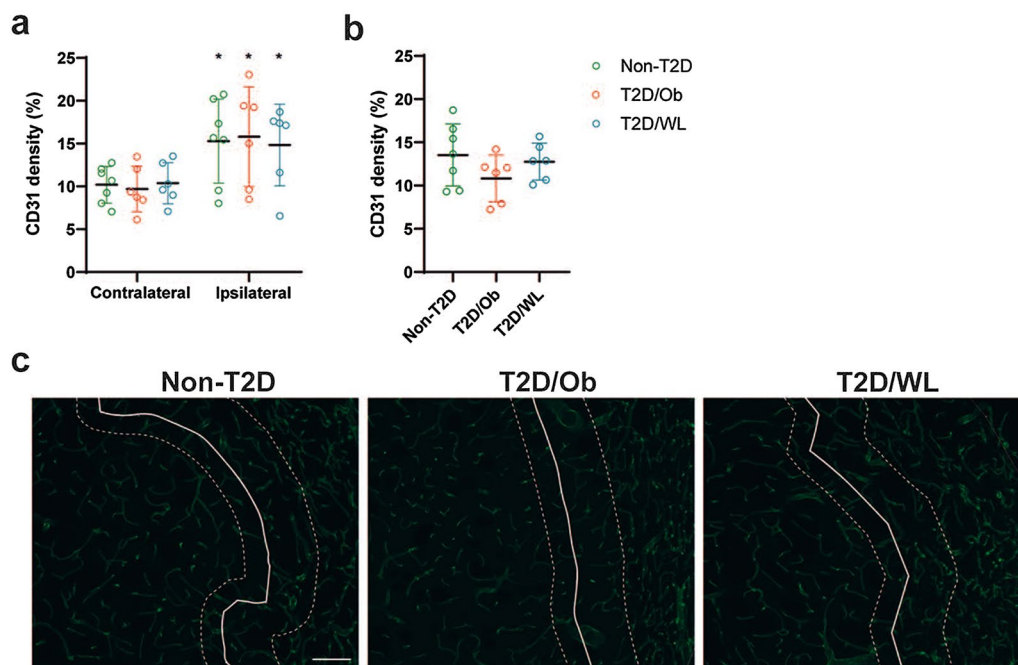 a
CD31 density (%)
25
20
15
10
5
0
* * *
Contralateral Ipsilateral
b
CD31 density (%)
25
20
15
10
5
0
Non-T2D
T2D/Ob
T2D/WL
Non-T2D
T2D/Ob
T2D/WL
c
Non-T2D T2D/Ob T2D/WL